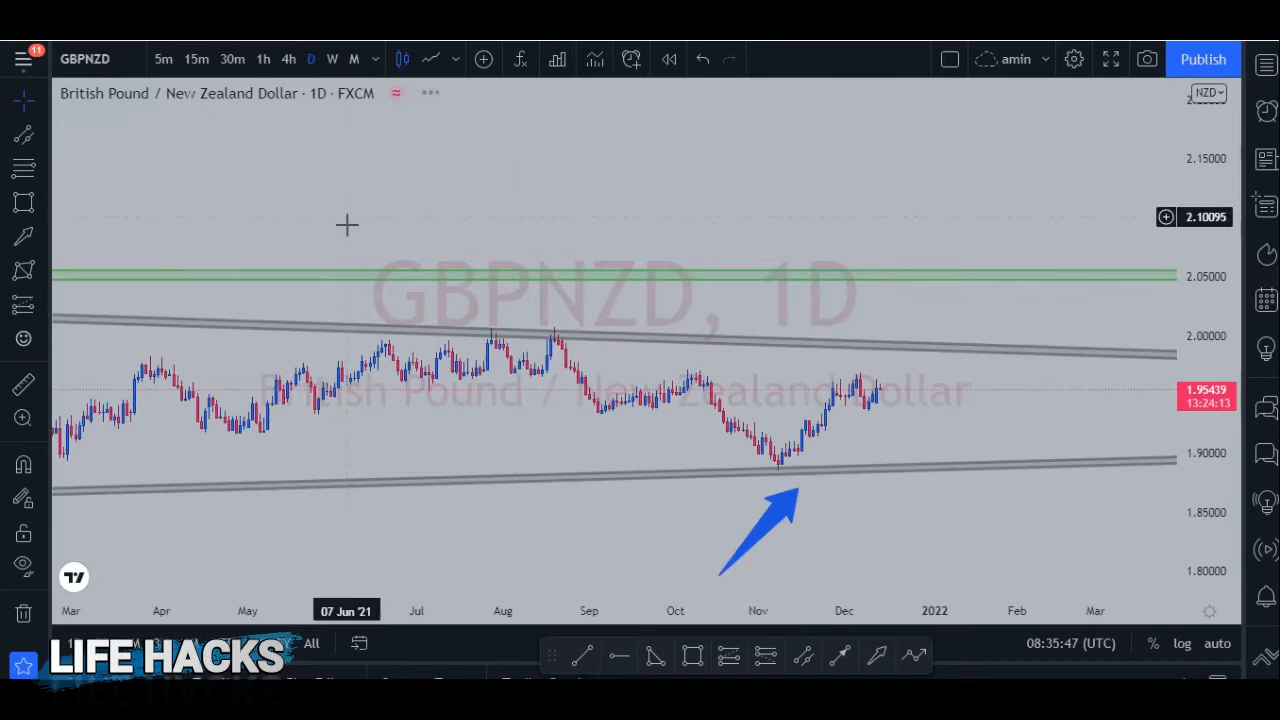 11
GBPNZD 5m 15m 30m 1h 4h D W M amin Publish
British Pound / New Zealand Dollar · 1D · FXCM
NZD
2.15000
2.10095
GBPNZD, 1D
2.05000
2.00000
British Pound / New Zealand Dollar
1.95439
13:24:13
1.90000
1.85000
1.80000
Mar Apr May 07 Jun '21 Jul Aug Sep Oct Nov Dec 2022 Feb Mar
All 08:35:47 (UTC) % log auto
LIFE HACKS